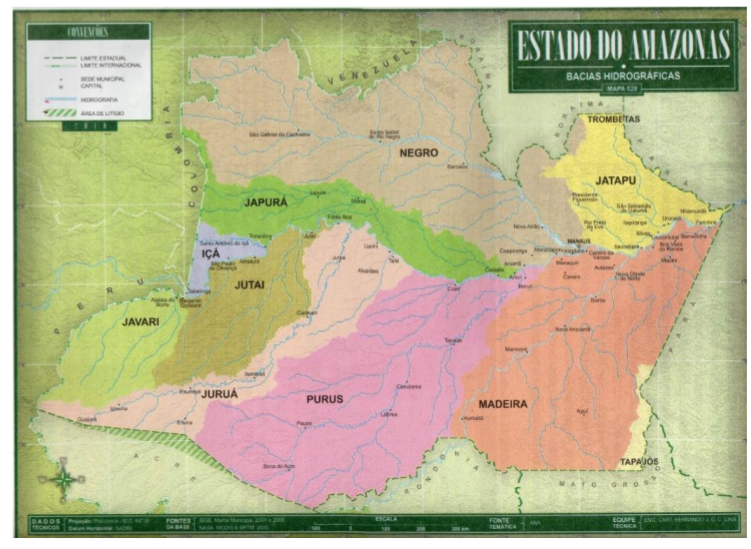 CONVENÇÕES
LIMITE ESTADUAL
LIMITE INTERNACIONAL
SEDE MUNICIPAL
CAPITAL
HIDROGRAFIA
ÁREA DE LITÍGIO
ESTADO DO AMAZONAS
BACIAS HIDROGRÁFICAS
MAPA 028
VENEZUELA
RORAIMA
COLOMBIA
RORAIMA
TROMBETAS
São Gabriel da Cachoeira
Santa Isabel do Rio Negro
NEGRO
Barcelos
JATAPU
Presidente Figueiredo
São Sebastião do Uatumã
JAPURÁ
Japurá
Maraã
Fonte Boa
Novo Airão
Rio Preto da Eva
Itapiranga
Urucará
Nhamundá
Parintins
Silves
Tonantins
Jutaí
Santo Antônio do Içá
IÇÁ
Uarini
Tefé
Caapiranga
Manacapuru
MANAUS
Itacoatiara
Urucurituba
Barreirinha
Boa Vista do Ramos
Maués
São Paulo de Olivença
Amaturá
Juruá
Alvarães
Anamã
Codajás
Anori
Beruri
Manaquiri
Careiro da Várzea
Careiro
Autazes
Nova Olinda do Norte
Borba
JUTAI
Tabatinga
Atalaia do Norte
Benjamin Constant
PERU
JAVARI
Carauari
Coari
Tapauá
Novo Aripuanã
Manicoré
PARÁ
Itamarati
Eirunepé
JURUÁ
PURUS
Canutama
MADEIRA
Ipixuna
Guajará
Envira
Pauini
Lábrea
Humaitá
Apuí
Boca do Acre
TAPAJÓS
ACRE
RONDÔNIA
MATO GROSSO
DADOS TÉCNICOS
Projeção: Policônica
Datum Horizontal: SAD69
FONTES DA BASE
IBGE, Malha Municipal, 2001 e 2005
ESCALA
100 0 100 200 300 km
FONTE TEMÁTICA
ANA
EQUIPE TÉCNICA
ENG. CART. FERNANDO J. C. C. LINS